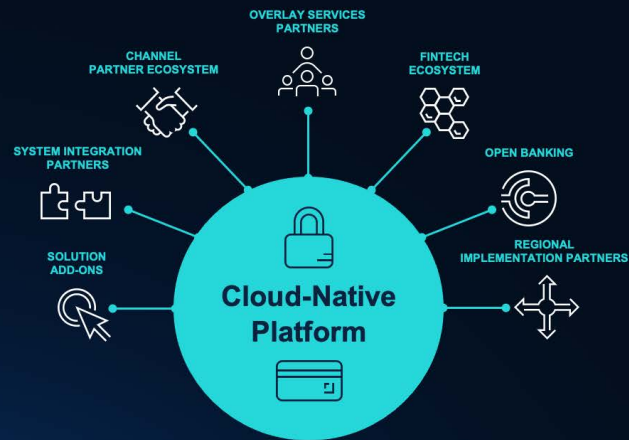 OVERLAY SERVICES
PARTNERS
CHANNEL
PARTNER ECOSYSTEM
FINTECH
ECOSYSTEM
SYSTEM INTEGRATION
PARTNERS
OPEN BANKING
SOLUTION
ADD-ONS
REGIONAL
IMPLEMENTATION PARTNERS
Cloud-Native
Platform